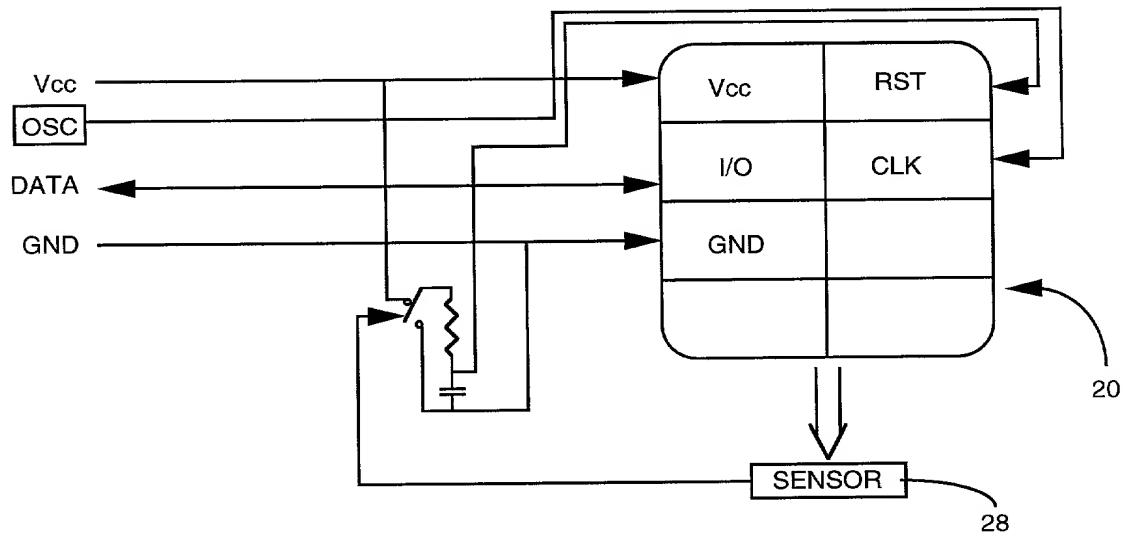 Vcc
OSC
DATA
GND
Vcc
RST
I/O
CLK
GND
20
SENSOR
28